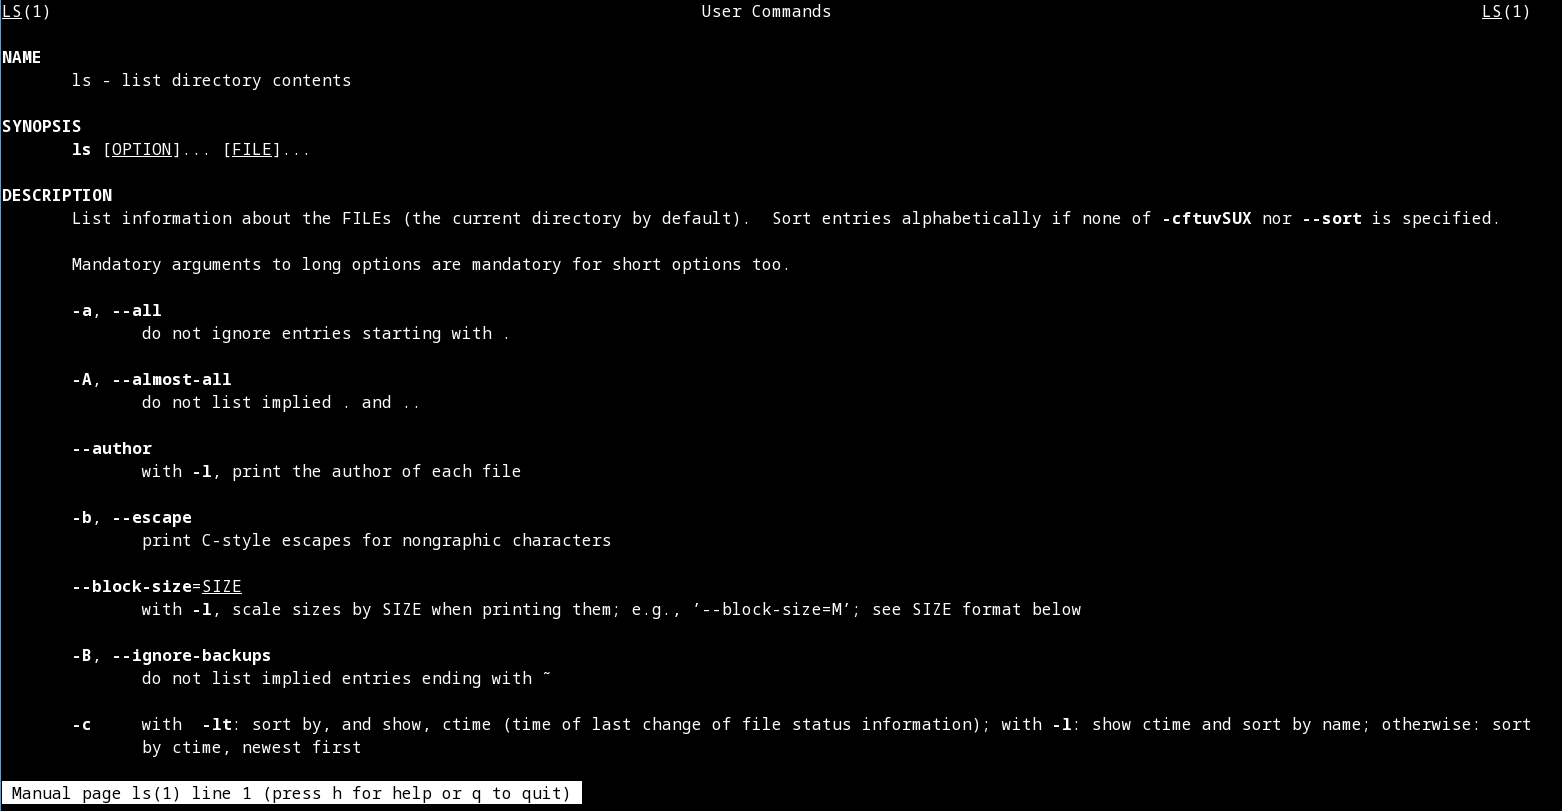 LS(1) User Commands LS(1)
NAME
ls - list directory contents
SYNOPSIS
ls [OPTION]... [FILE]...
DESCRIPTION
List information about the FILEs (the current directory by default).  Sort entries alphabetically if none of -cftuvSUX nor --sort is specified.
Mandatory arguments to long options are mandatory for short options too.
-a, --all
do not ignore entries starting with .
-A, --almost-all
do not list implied . and ..
--author
with -l, print the author of each file
-b, --escape
print C-style escapes for nongraphic characters
--block-size=SIZE
with -l, scale sizes by SIZE when printing them; e.g., ’--block-size=M’; see SIZE format below
-B, --ignore-backups
do not list implied entries ending with ~
-c with  -lt: sort by, and show, ctime (time of last change of file status information); with -l: show ctime and sort by name; otherwise: sort
by ctime, newest first
Manual page ls(1) line 1 (press h for help or q to quit)